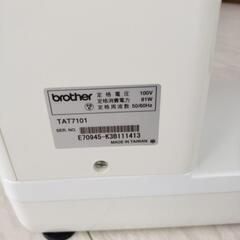 brother
定格電圧 100V
定格消費電力 81W
定格周波数 50/60Hz
TAT7101
SERI. NO. E70945-K3B111413
MADE IN TAIWAN